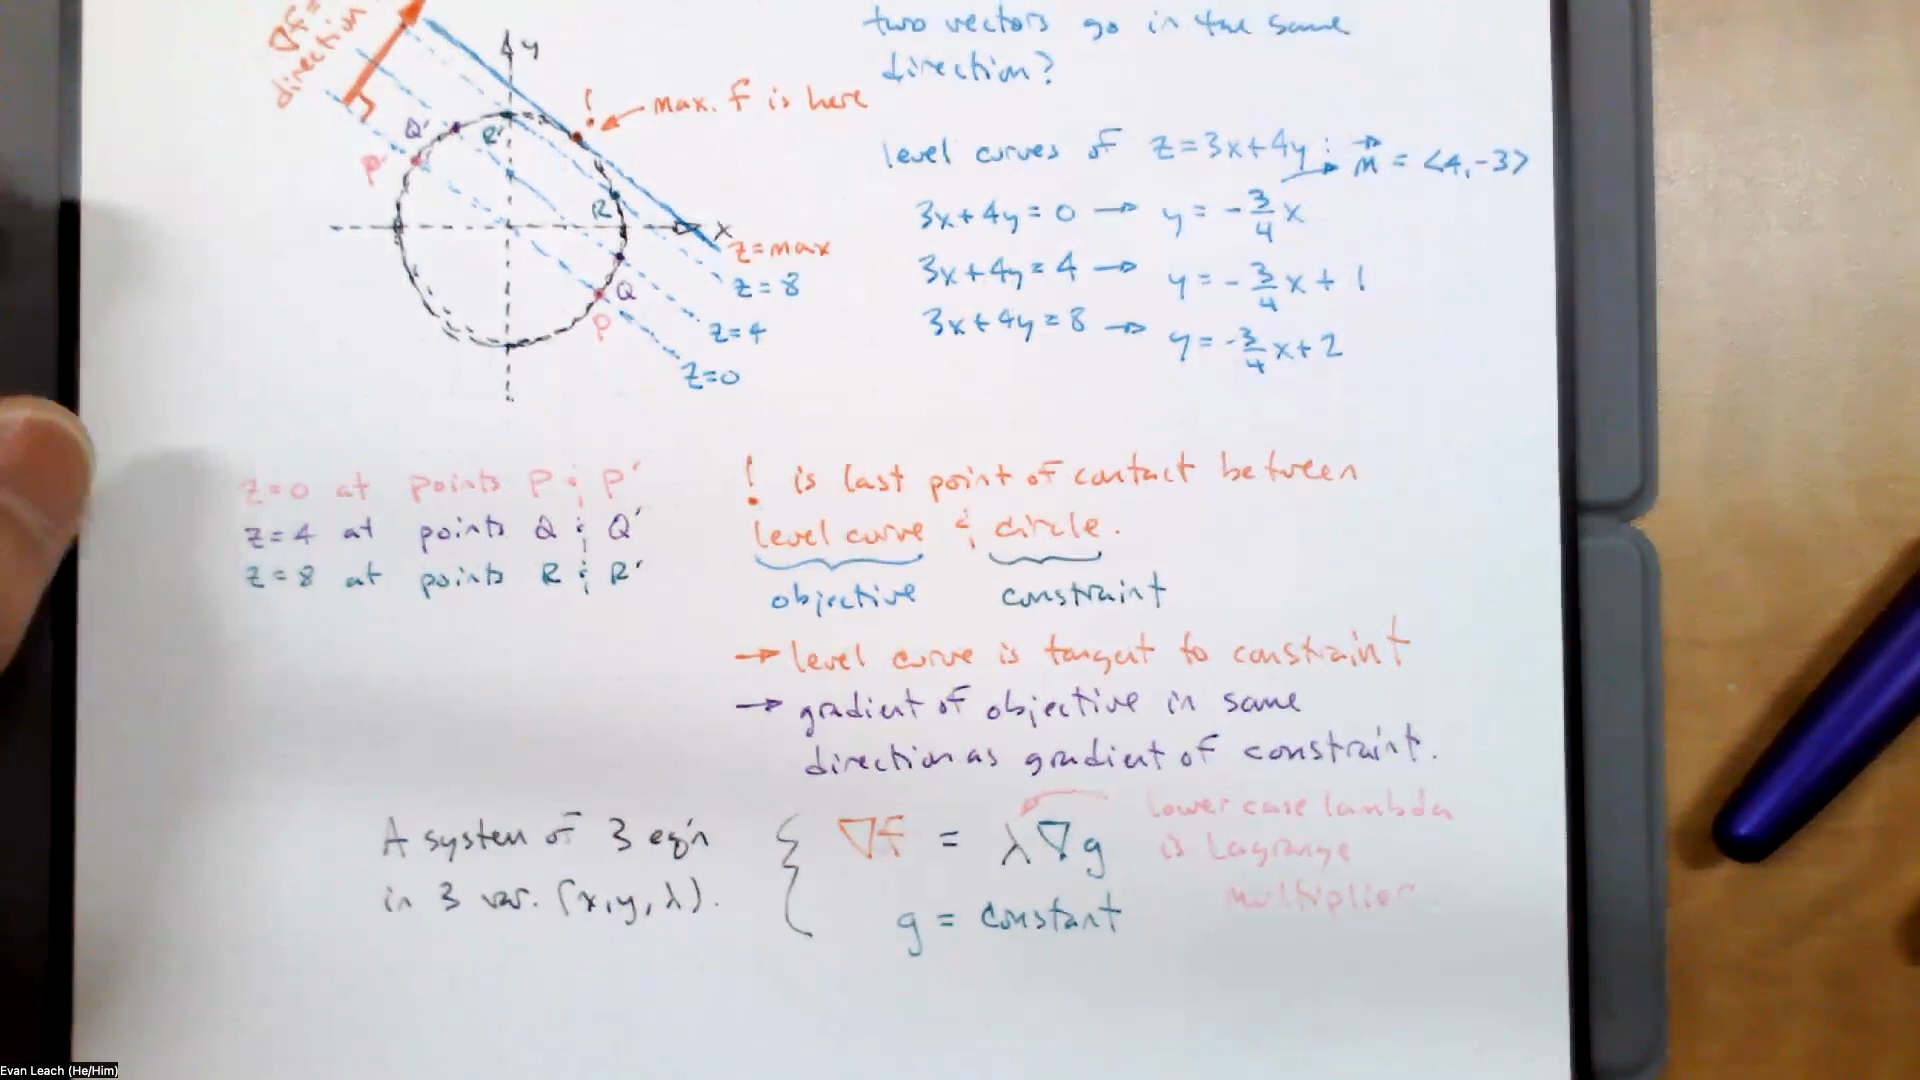 ∇f =
direction
two vectors go in the same
direction?
y
! ← max. f is here
Q'
R'
P'
level curves of z=3x+4y : → m⃗ = <4,-3>
R
x
3x+4y = 0 → y = -3/4 x
z=max
3x+4y = 4 → y = -3/4 x + 1
z=8
Q
3x+4y = 8 → y = -3/4 x + 2
P
z=4
z=0
z=0 at points P & P'
z=4 at points Q & Q'
z=8 at points R & R'
! is last point of contact between
level curve & circle.
objective constraint
→ level curve is tangent to constraint
→ gradient of objective in same
direction as gradient of constraint.
A system of 3 eq'n
in 3 var. (x,y,λ).
{ ∇f = λ∇g
g = constant
lower case lambda
is Lagrange
multiplier
Evan Leach (He/Him)